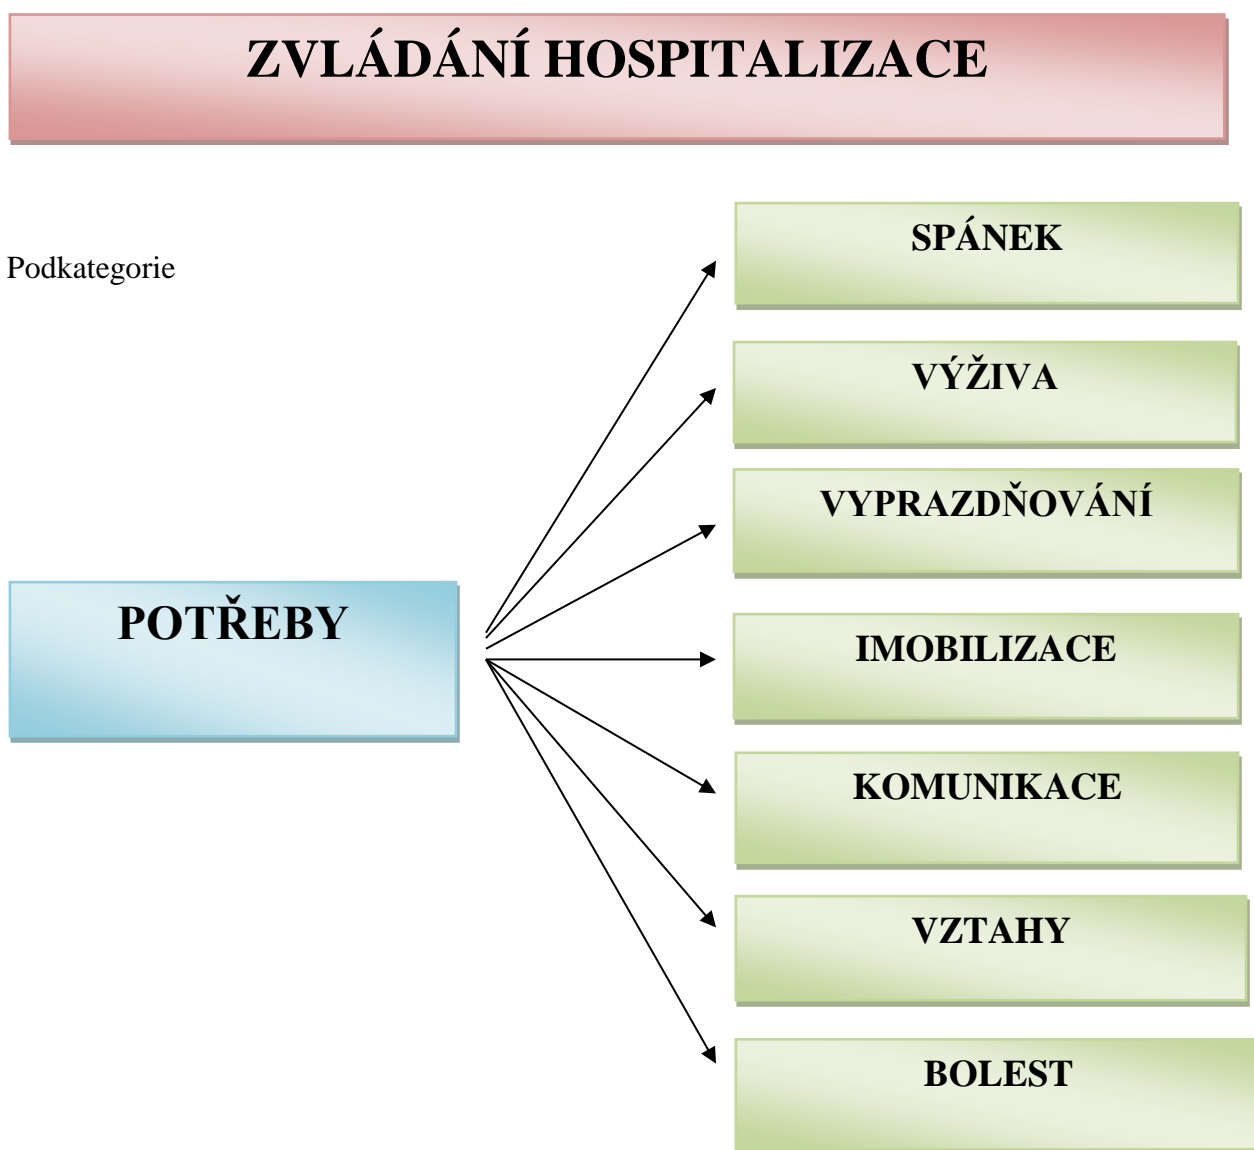 ZVLÁDÁNÍ HOSPITALIZACE
Podkategorie
POTŘEBY
SPÁNEK
VÝŽIVA
VYPRAZDŇOVÁNÍ
IMOBILIZACE
KOMUNIKACE
VZTAHY
BOLEST